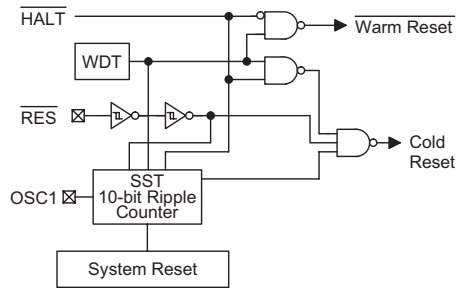 HALT
Warm Reset
WDT
RES
Cold
Reset
OSC1
SST
10-bit Ripple
Counter
System Reset